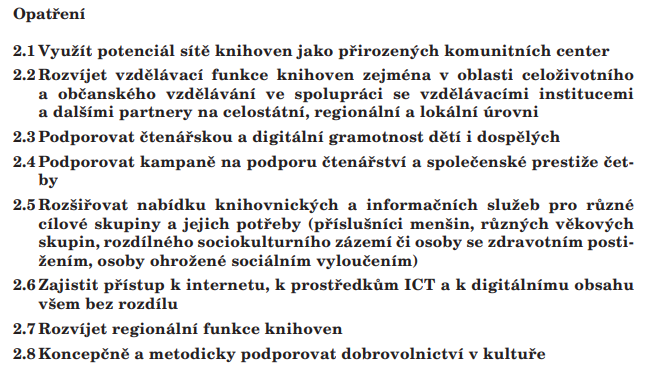 Opatření
2.1 Využít potenciál sítě knihoven jako přirozených komunitních center
2.2 Rozvíjet vzdělávací funkce knihoven zejména v oblasti celoživotního
a občanského vzdělávání ve spolupráci se vzdělávacími institucemi
a dalšími partnery na celostátní, regionální a lokální úrovni
2.3 Podporovat čtenářskou a digitální gramotnost dětí i dospělých
2.4 Podporovat kampaně na podporu čtenářství a společenské prestiže čet-
by
2.5 Rozšiřovat nabídku knihovnických a informačních služeb pro různé
cílové skupiny a jejich potřeby (příslušníci menšin, různých věkových
skupin, rozdílného sociokulturního zázemí či osoby se zdravotním posti-
žením, osoby ohrožené sociálním vyloučením)
2.6 Zajistit přístup k internetu, k prostředkům ICT a k digitálnímu obsahu
všem bez rozdílu
2.7 Rozvíjet regionální funkce knihoven
2.8 Koncepčně a metodicky podporovat dobrovolnictví v kultuře